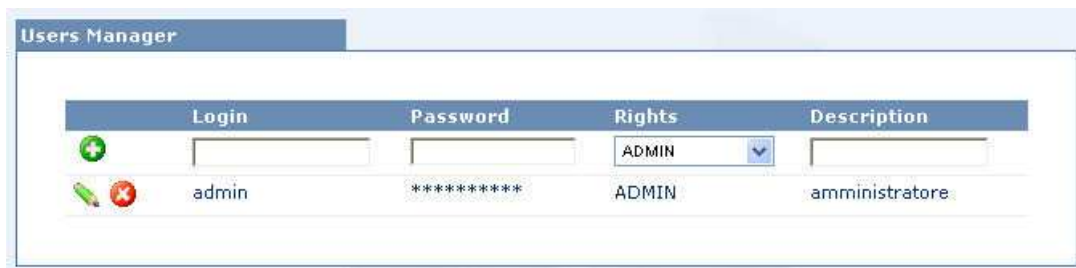 Users Manager
Login Password Rights Description
ADMIN
admin ********** ADMIN amministratore